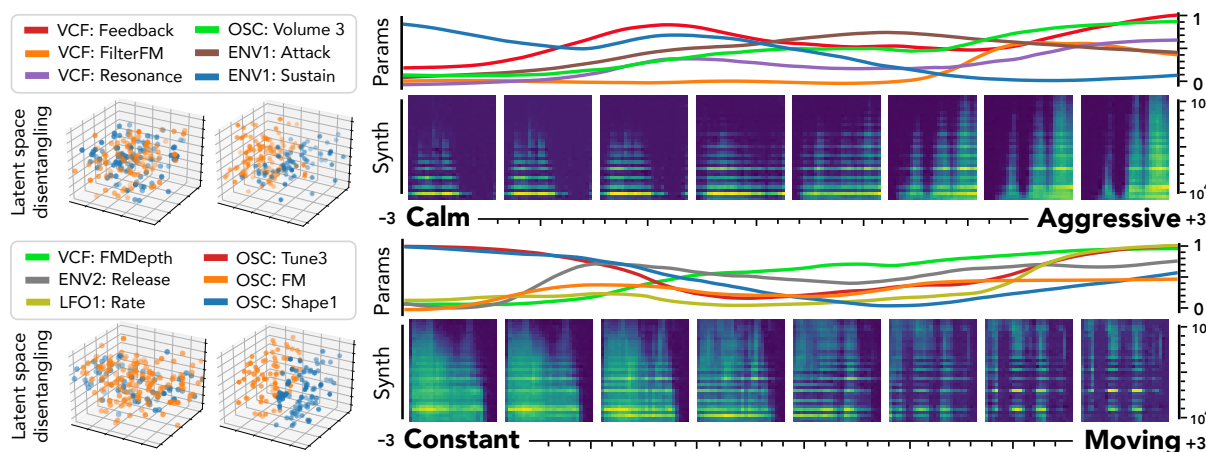 VCF: Feedback
OSC: Volume 3
VCF: FilterFM
ENV1: Attack
VCF: Resonance
ENV1: Sustain
Params
1
0
Latent space
disentangling
Synth
-3 Calm
Aggressive +3
VCF: FMDepth
OSC: Tune3
ENV2: Release
OSC: FM
LFO1: Rate
OSC: Shape1
Params
1
0
Latent space
disentangling
Synth
-3 Constant
Moving +3